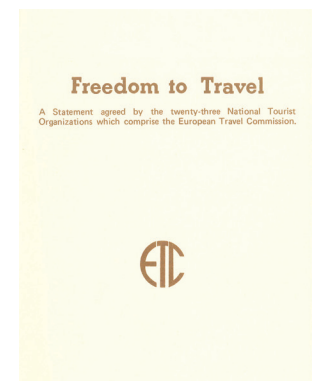 Freedom to Travel
A Statement agreed by the twenty-three National Tourist
Organizations which comprise the European Travel Commission.
ETC